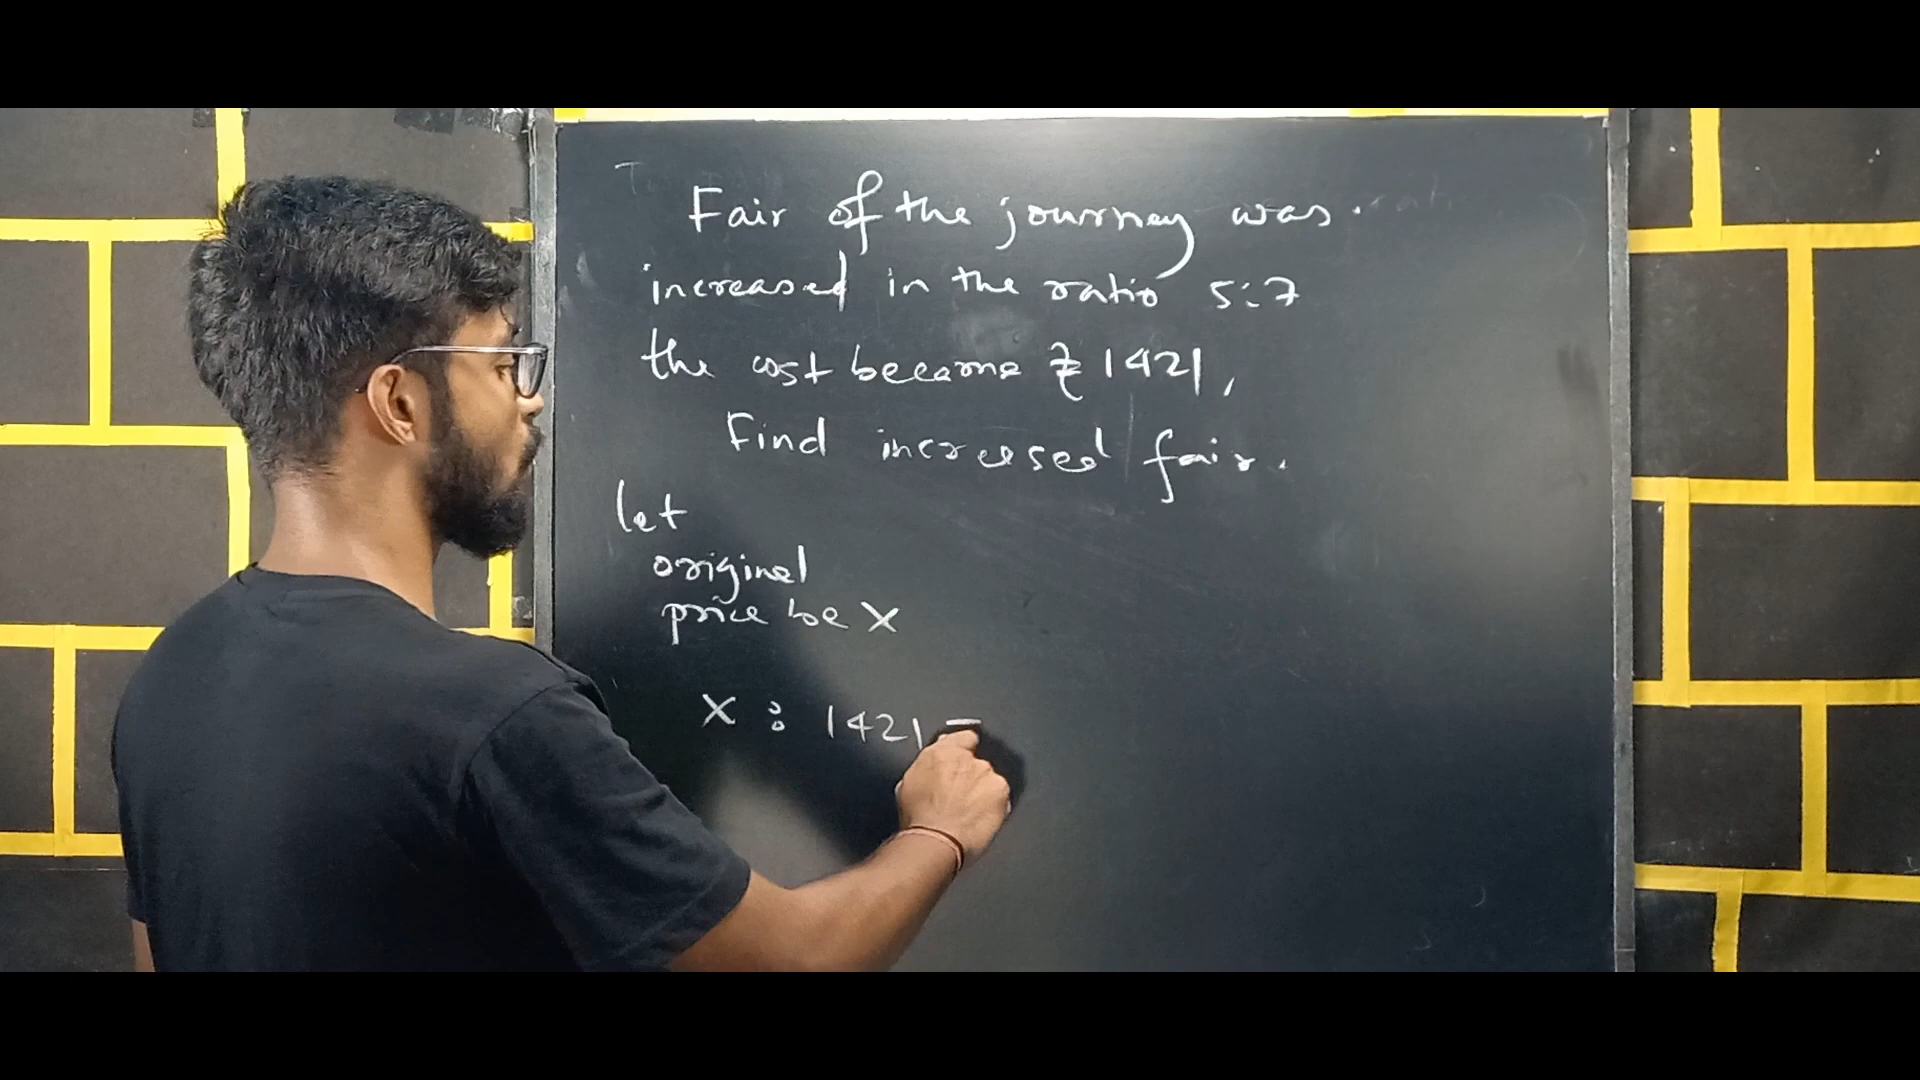 Fair of the journey was.
increased in the ratio 5:7
the cost became ₹ 1421,
Find increased fair.
let
original
price be x
x : 1421 =